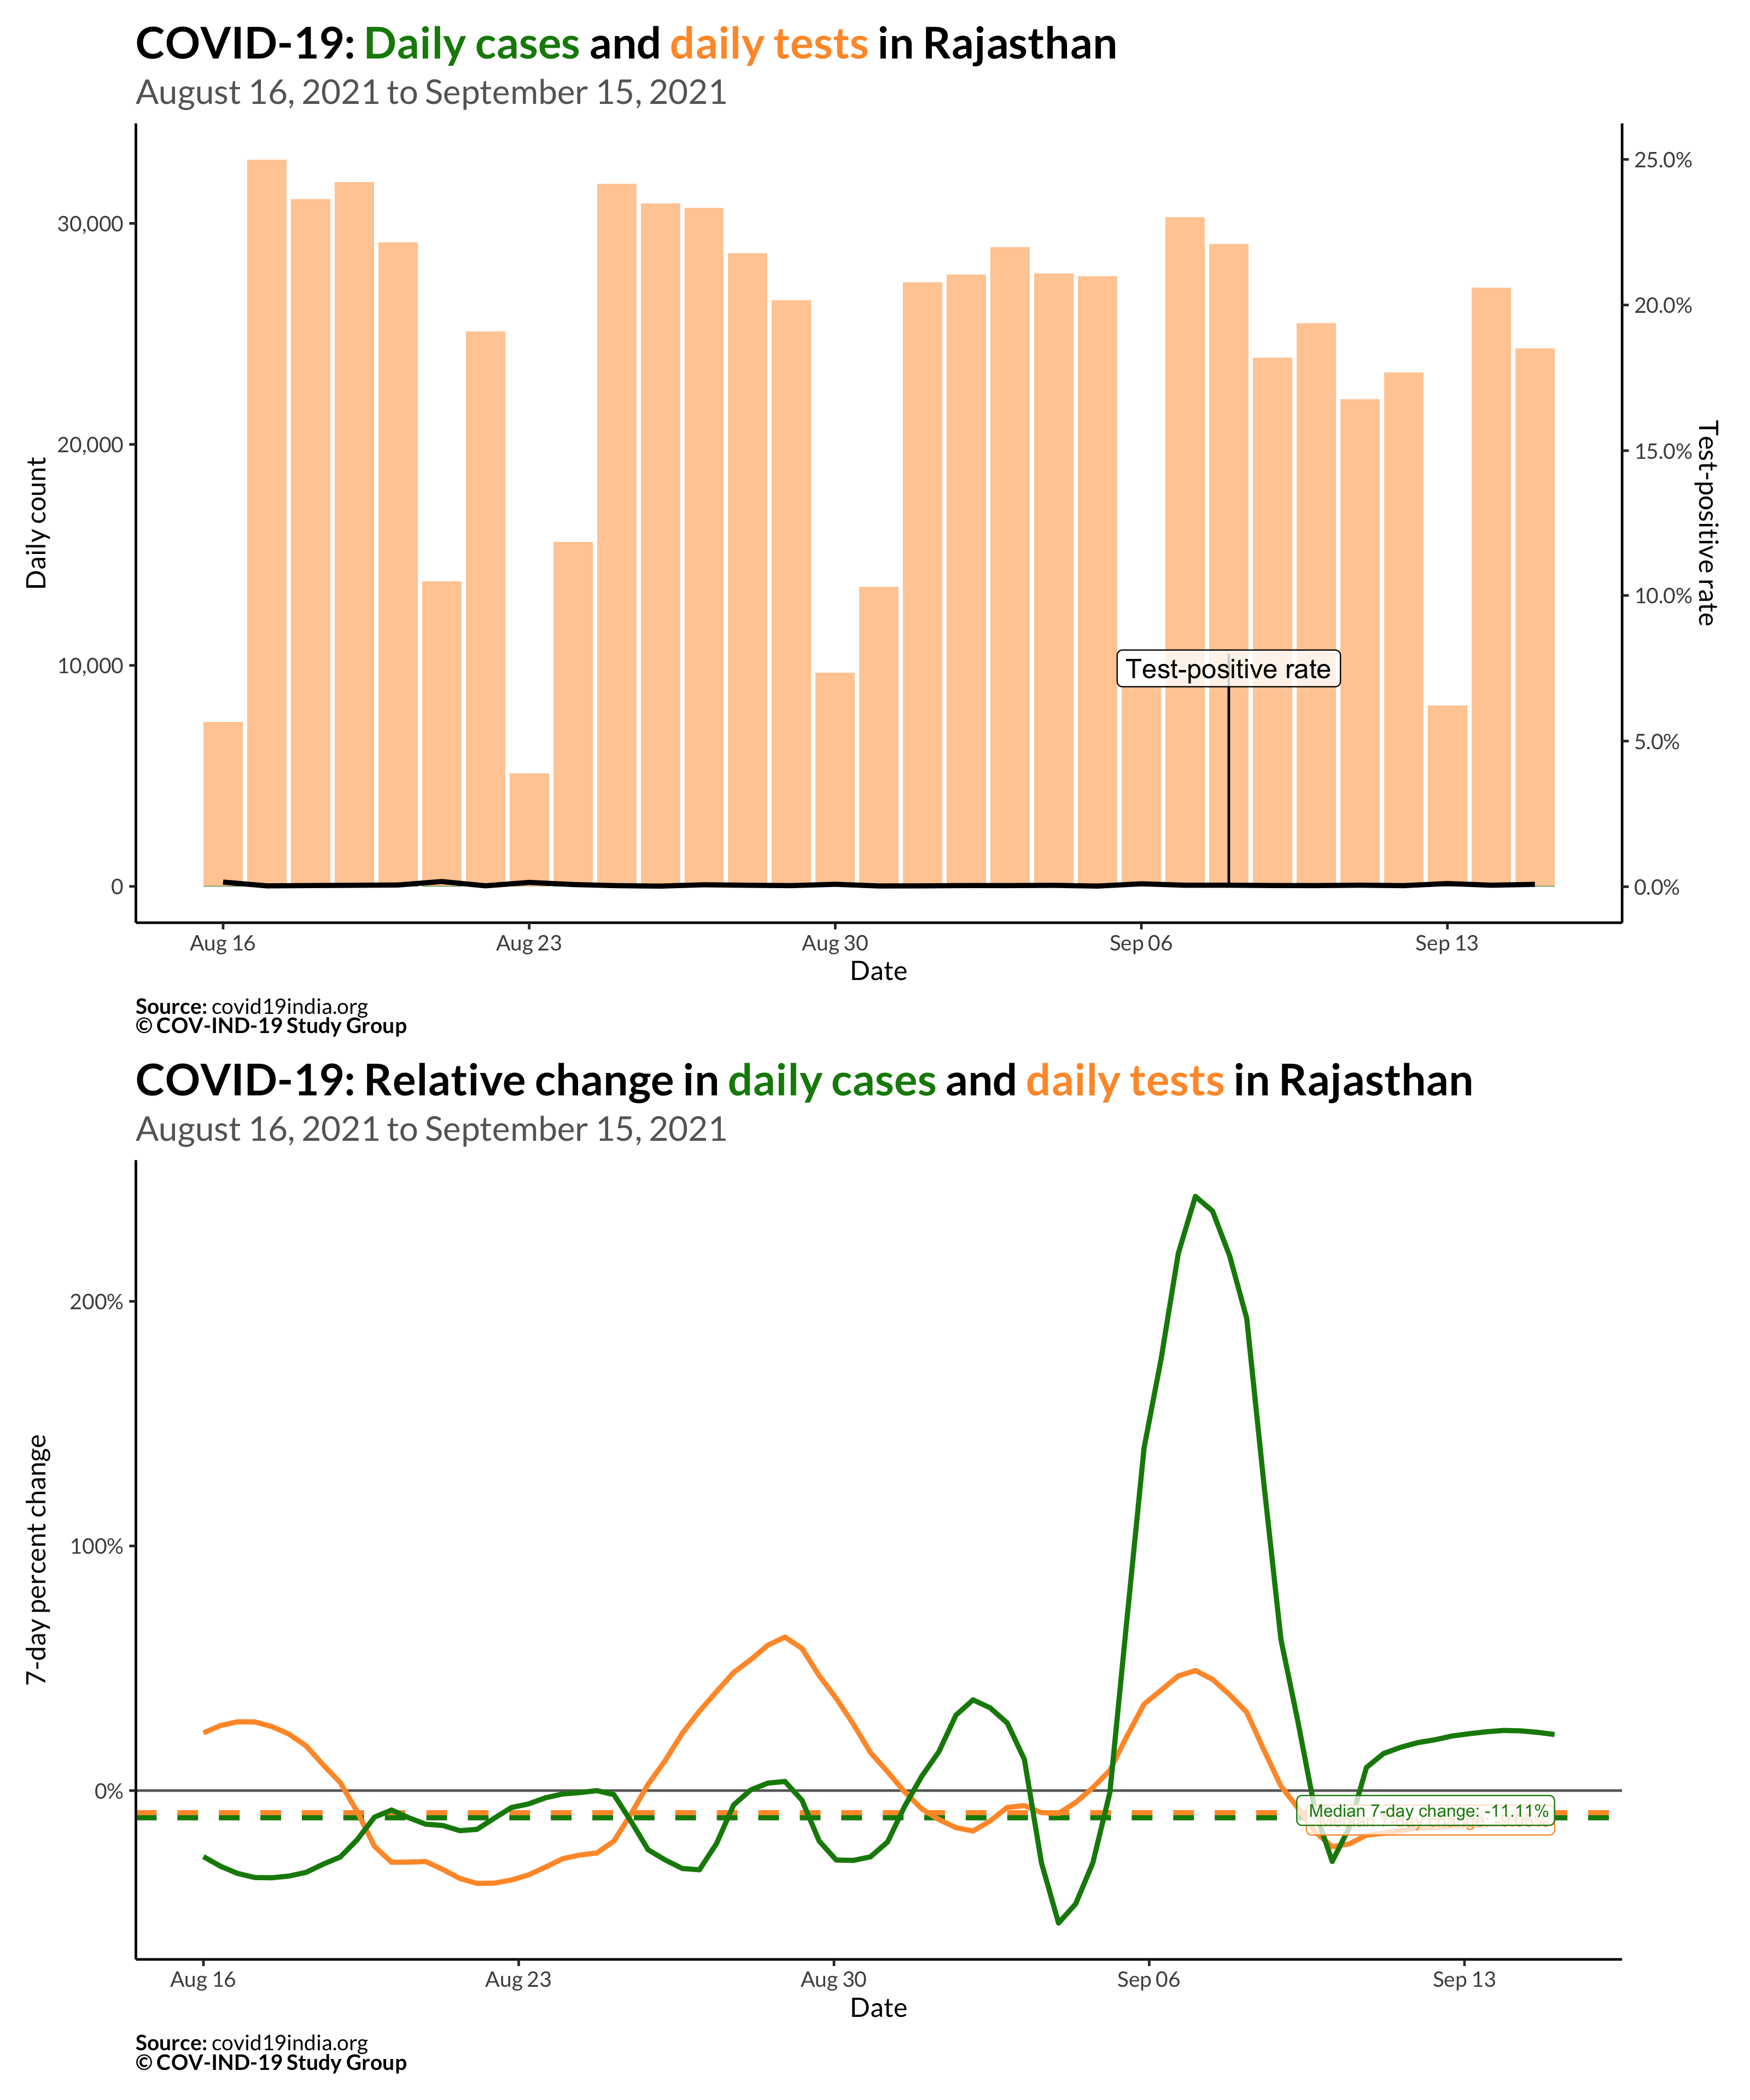 COVID-19: Daily cases and daily tests in Rajasthan
August 16, 2021 to September 15, 2021
Daily count
30,000
20,000
10,000
0
25.0%
20.0%
15.0%
10.0%
5.0%
0.0%
Test-positive rate
Test-positive rate
Aug 16
Aug 23
Aug 30
Sep 06
Sep 13
Date
Source: covid19india.org
© COV-IND-19 Study Group
COVID-19: Relative change in daily cases and daily tests in Rajasthan
August 16, 2021 to September 15, 2021
7-day percent change
200%
100%
0%
Median 7-day change: -11.11%
Median 7-day change:
Aug 16
Aug 23
Aug 30
Sep 06
Sep 13
Date
Source: covid19india.org
© COV-IND-19 Study Group